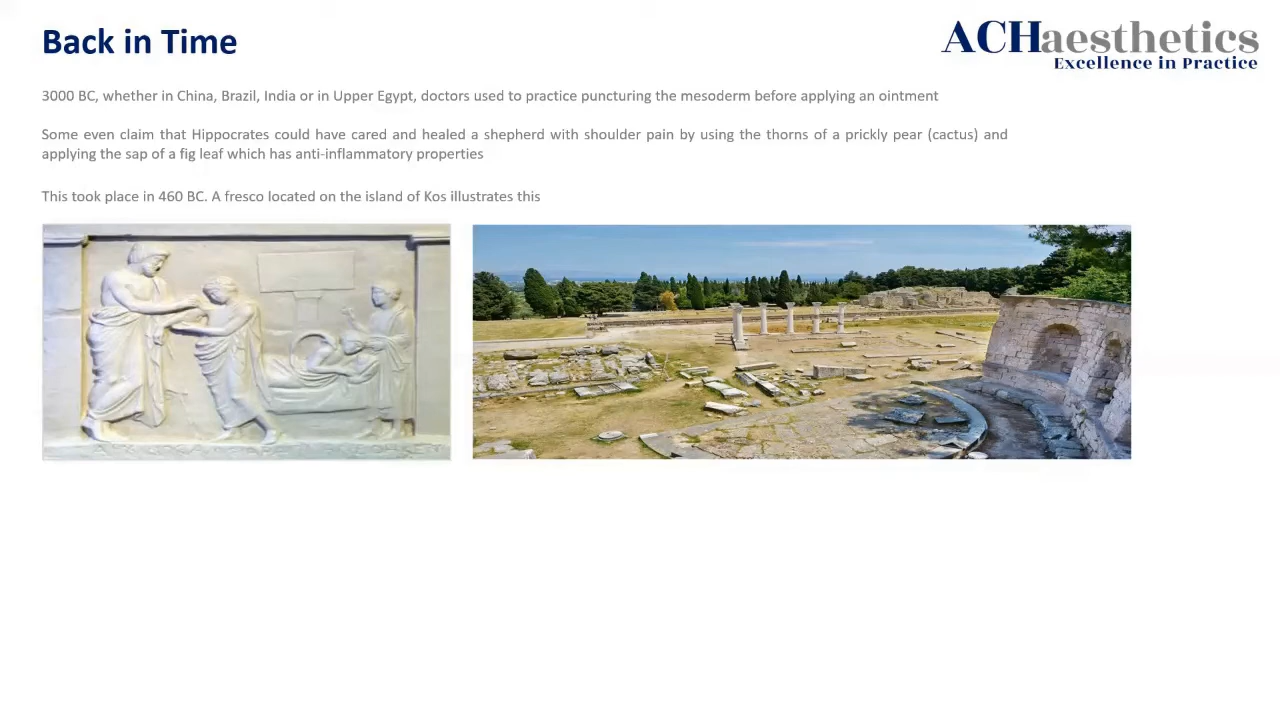 Back in Time
ACHaesthetics
Excellence in Practice
3000 BC, whether in China, Brazil, India or in Upper Egypt, doctors used to practice puncturing the mesoderm before applying an ointment
Some even claim that Hippocrates could have cared and healed a shepherd with shoulder pain by using the thorns of a prickly pear (cactus) and
applying the sap of a fig leaf which has anti-inflammatory properties
This took place in 460 BC. A fresco located on the island of Kos illustrates this